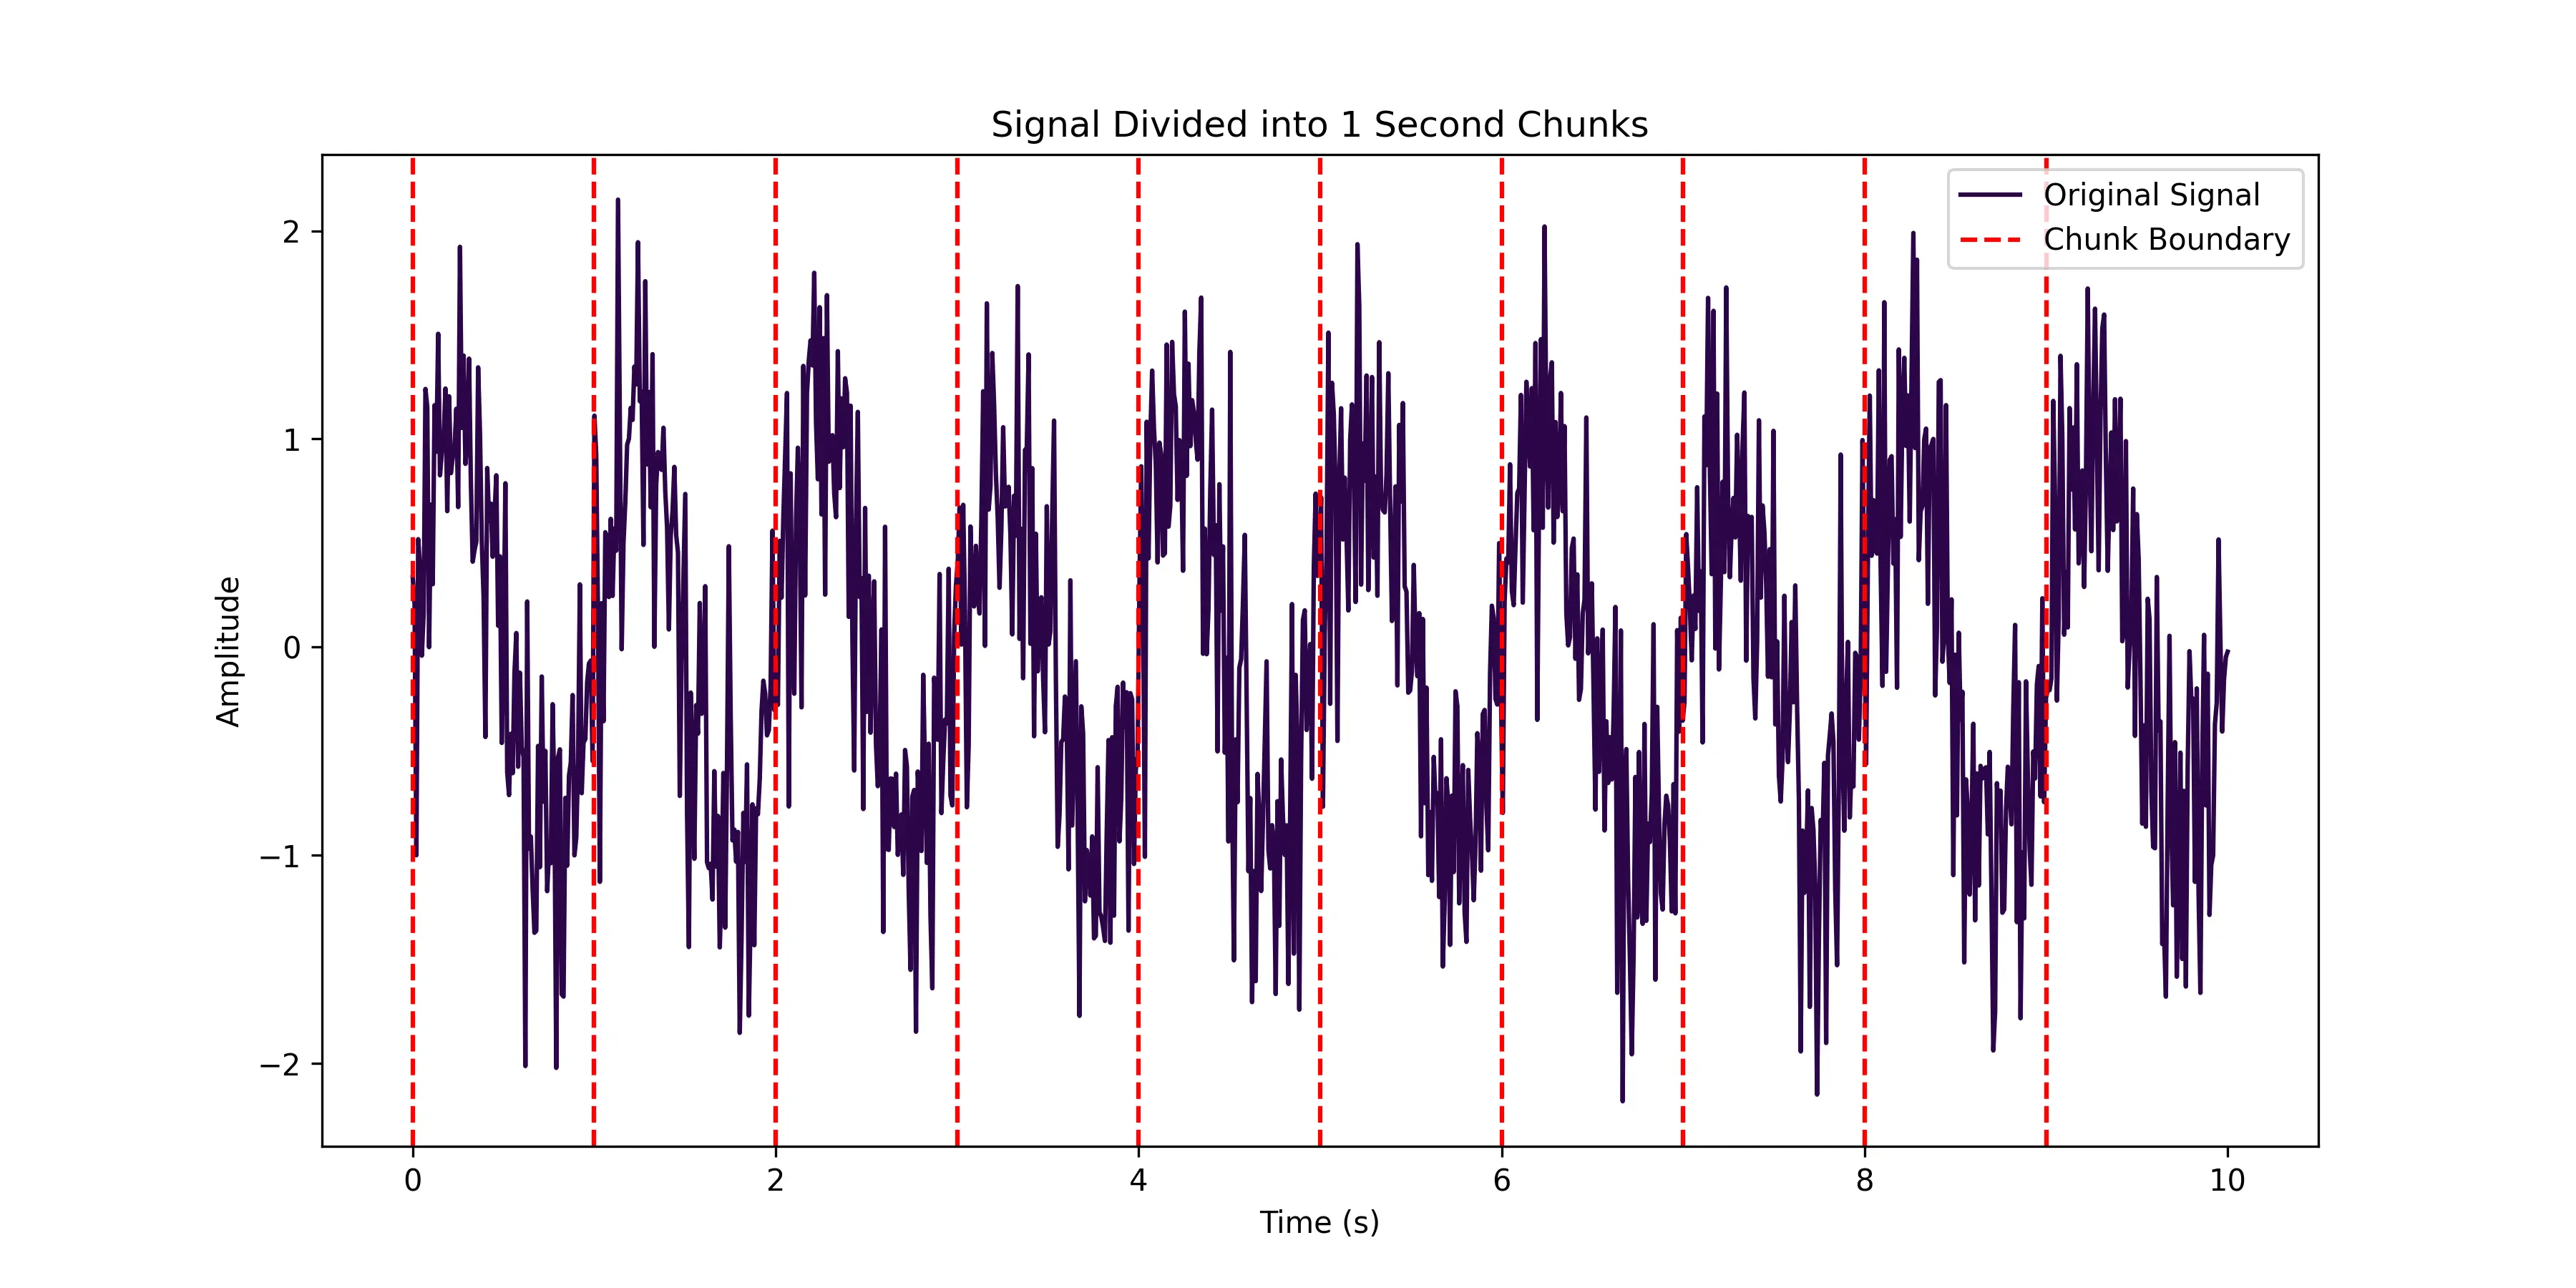 Signal Divided into 1 Second Chunks
Original Signal
Chunk Boundary
2
1
0
−1
−2
Amplitude
0 2 4 6 8 10
Time (s)